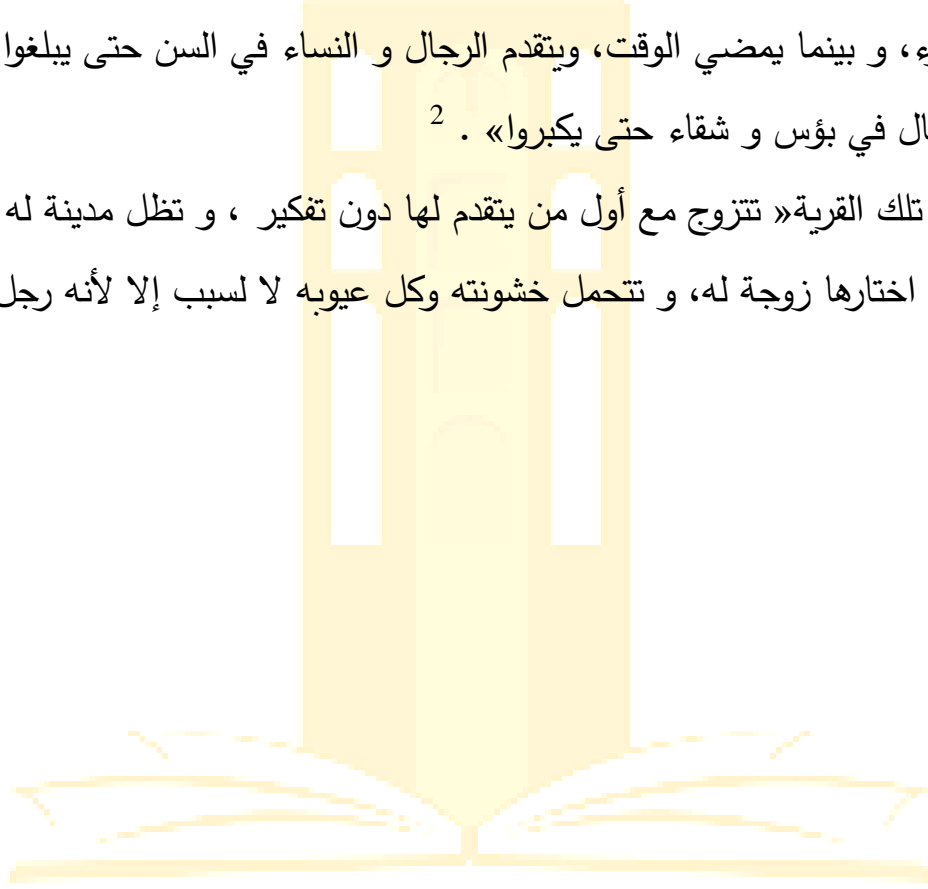 ، و بينما يمضي الوقت، ويتقدم الرجال و النساء في السن حتى يبلغوا
في بؤس و شقاء حتى يكبروا» . 2
تلك القرية« تتزوج مع أول من يتقدم لها دون تفكير ، و تظل مدينة له
اختارها زوجة له، و تتحمل خشونته وكل عيوبه لا لسبب إلا لأنه رجل